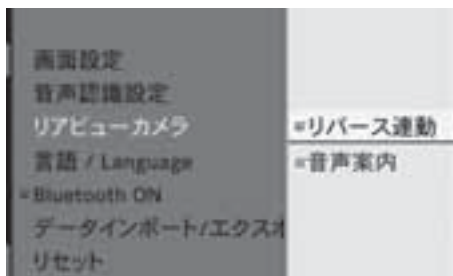 画面設定
音声認識設定
リアビューカメラ
リバース連動
言語 / Language
音声案内
Bluetooth ON
データインポート/エクスポ
リセット